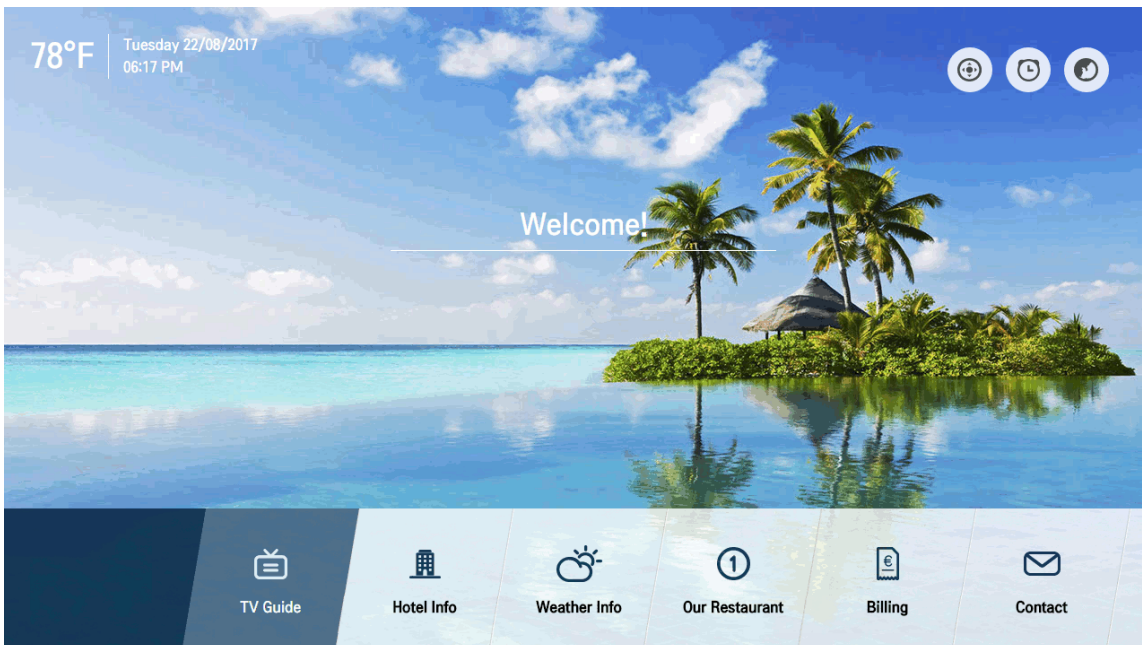 78°F
Tuesday 22/08/2017
06:17 PM
Welcome!
TV Guide
Hotel Info
Weather Info
1
Our Restaurant
€
Billing
Contact